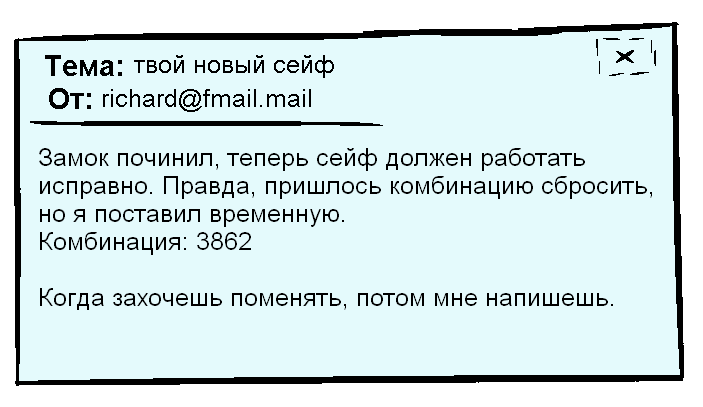 Тема: твой новый сейф
От: richard@fmail.mail
Замок починил, теперь сейф должен работать
исправно. Правда, пришлось комбинацию сбросить,
но я поставил временную.
Комбинация: 3862
Когда захочешь поменять, потом мне напишешь.